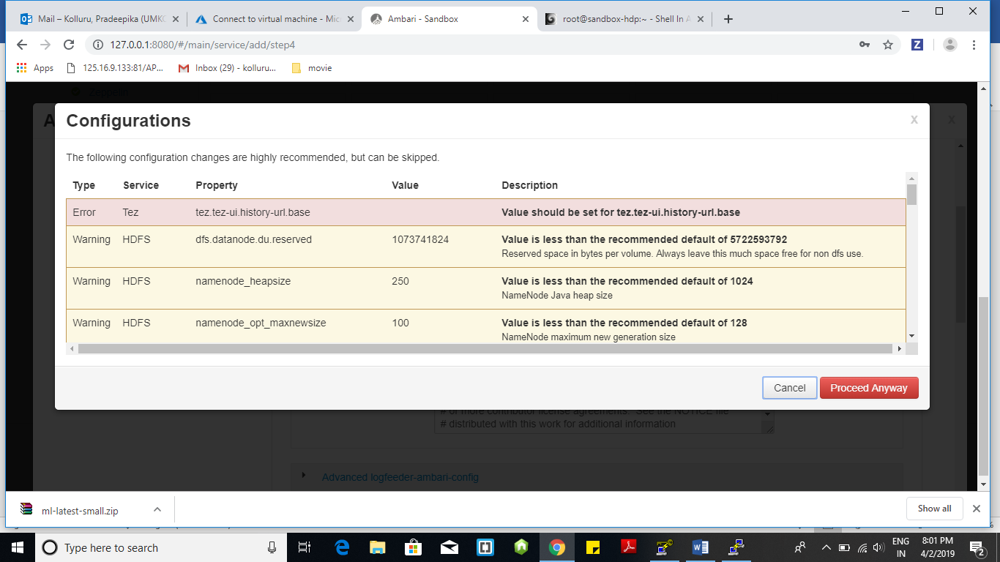 Mail – Kolluru, Pradeepika (UMKC
Connect to virtual machine - Mic
Ambari - Sandbox
root@sandbox-hdp:~ - Shell In A
127.0.0.1:8080/#/main/service/add/step4
Apps
125.16.9.133:81/AP...
Inbox (29) - kolluru...
movie
Zeppelin
A
Configurations
x
x
The following configuration changes are highly recommended, but can be skipped.
Type Service Property Value Description
Error Tez tez.tez-ui.history-url.base Value should be set for tez.tez-ui.history-url.base
Warning HDFS dfs.datanode.du.reserved 1073741824 Value is less than the recommended default of 5722593792
Reserved space in bytes per volume. Always leave this much space free for non dfs use.
Warning HDFS namenode_heapsize 250 Value is less than the recommended default of 1024
NameNode Java heap size
Warning HDFS namenode_opt_maxnewsize 100 Value is less than the recommended default of 128
NameNode maximum new generation size
Cancel Proceed Anyway
# or more contributor license agreements. See the NOTICE file
# distributed with this work for additional information
Advanced logfeeder-ambari-config
ml-latest-small.zip
Show all
Type here to search
ENG
IN
8:01 PM
4/2/2019
2